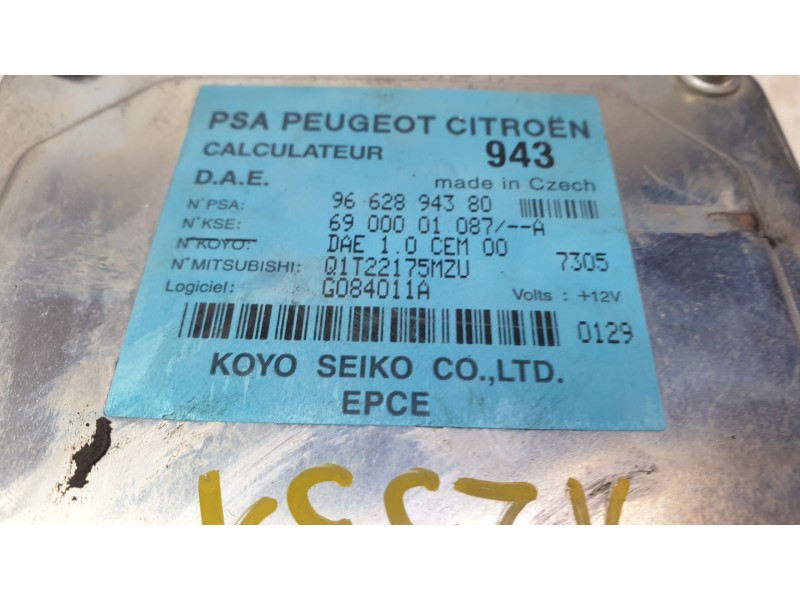 PSA PEUGEOT CITROËN
CALCULATEUR 943
D.A.E. made in Czech
N°PSA: 96 628 943 80
N°KSE: 69 000 01 087/--A
N°KOYO: DAE 1.0 CEM 00
N°MITSUBISHI: Q1T22175MZU 7305
Logiciel: G084011A Volts : +12V
0129
KOYO SEIKO CO.,LTD.
EPCE